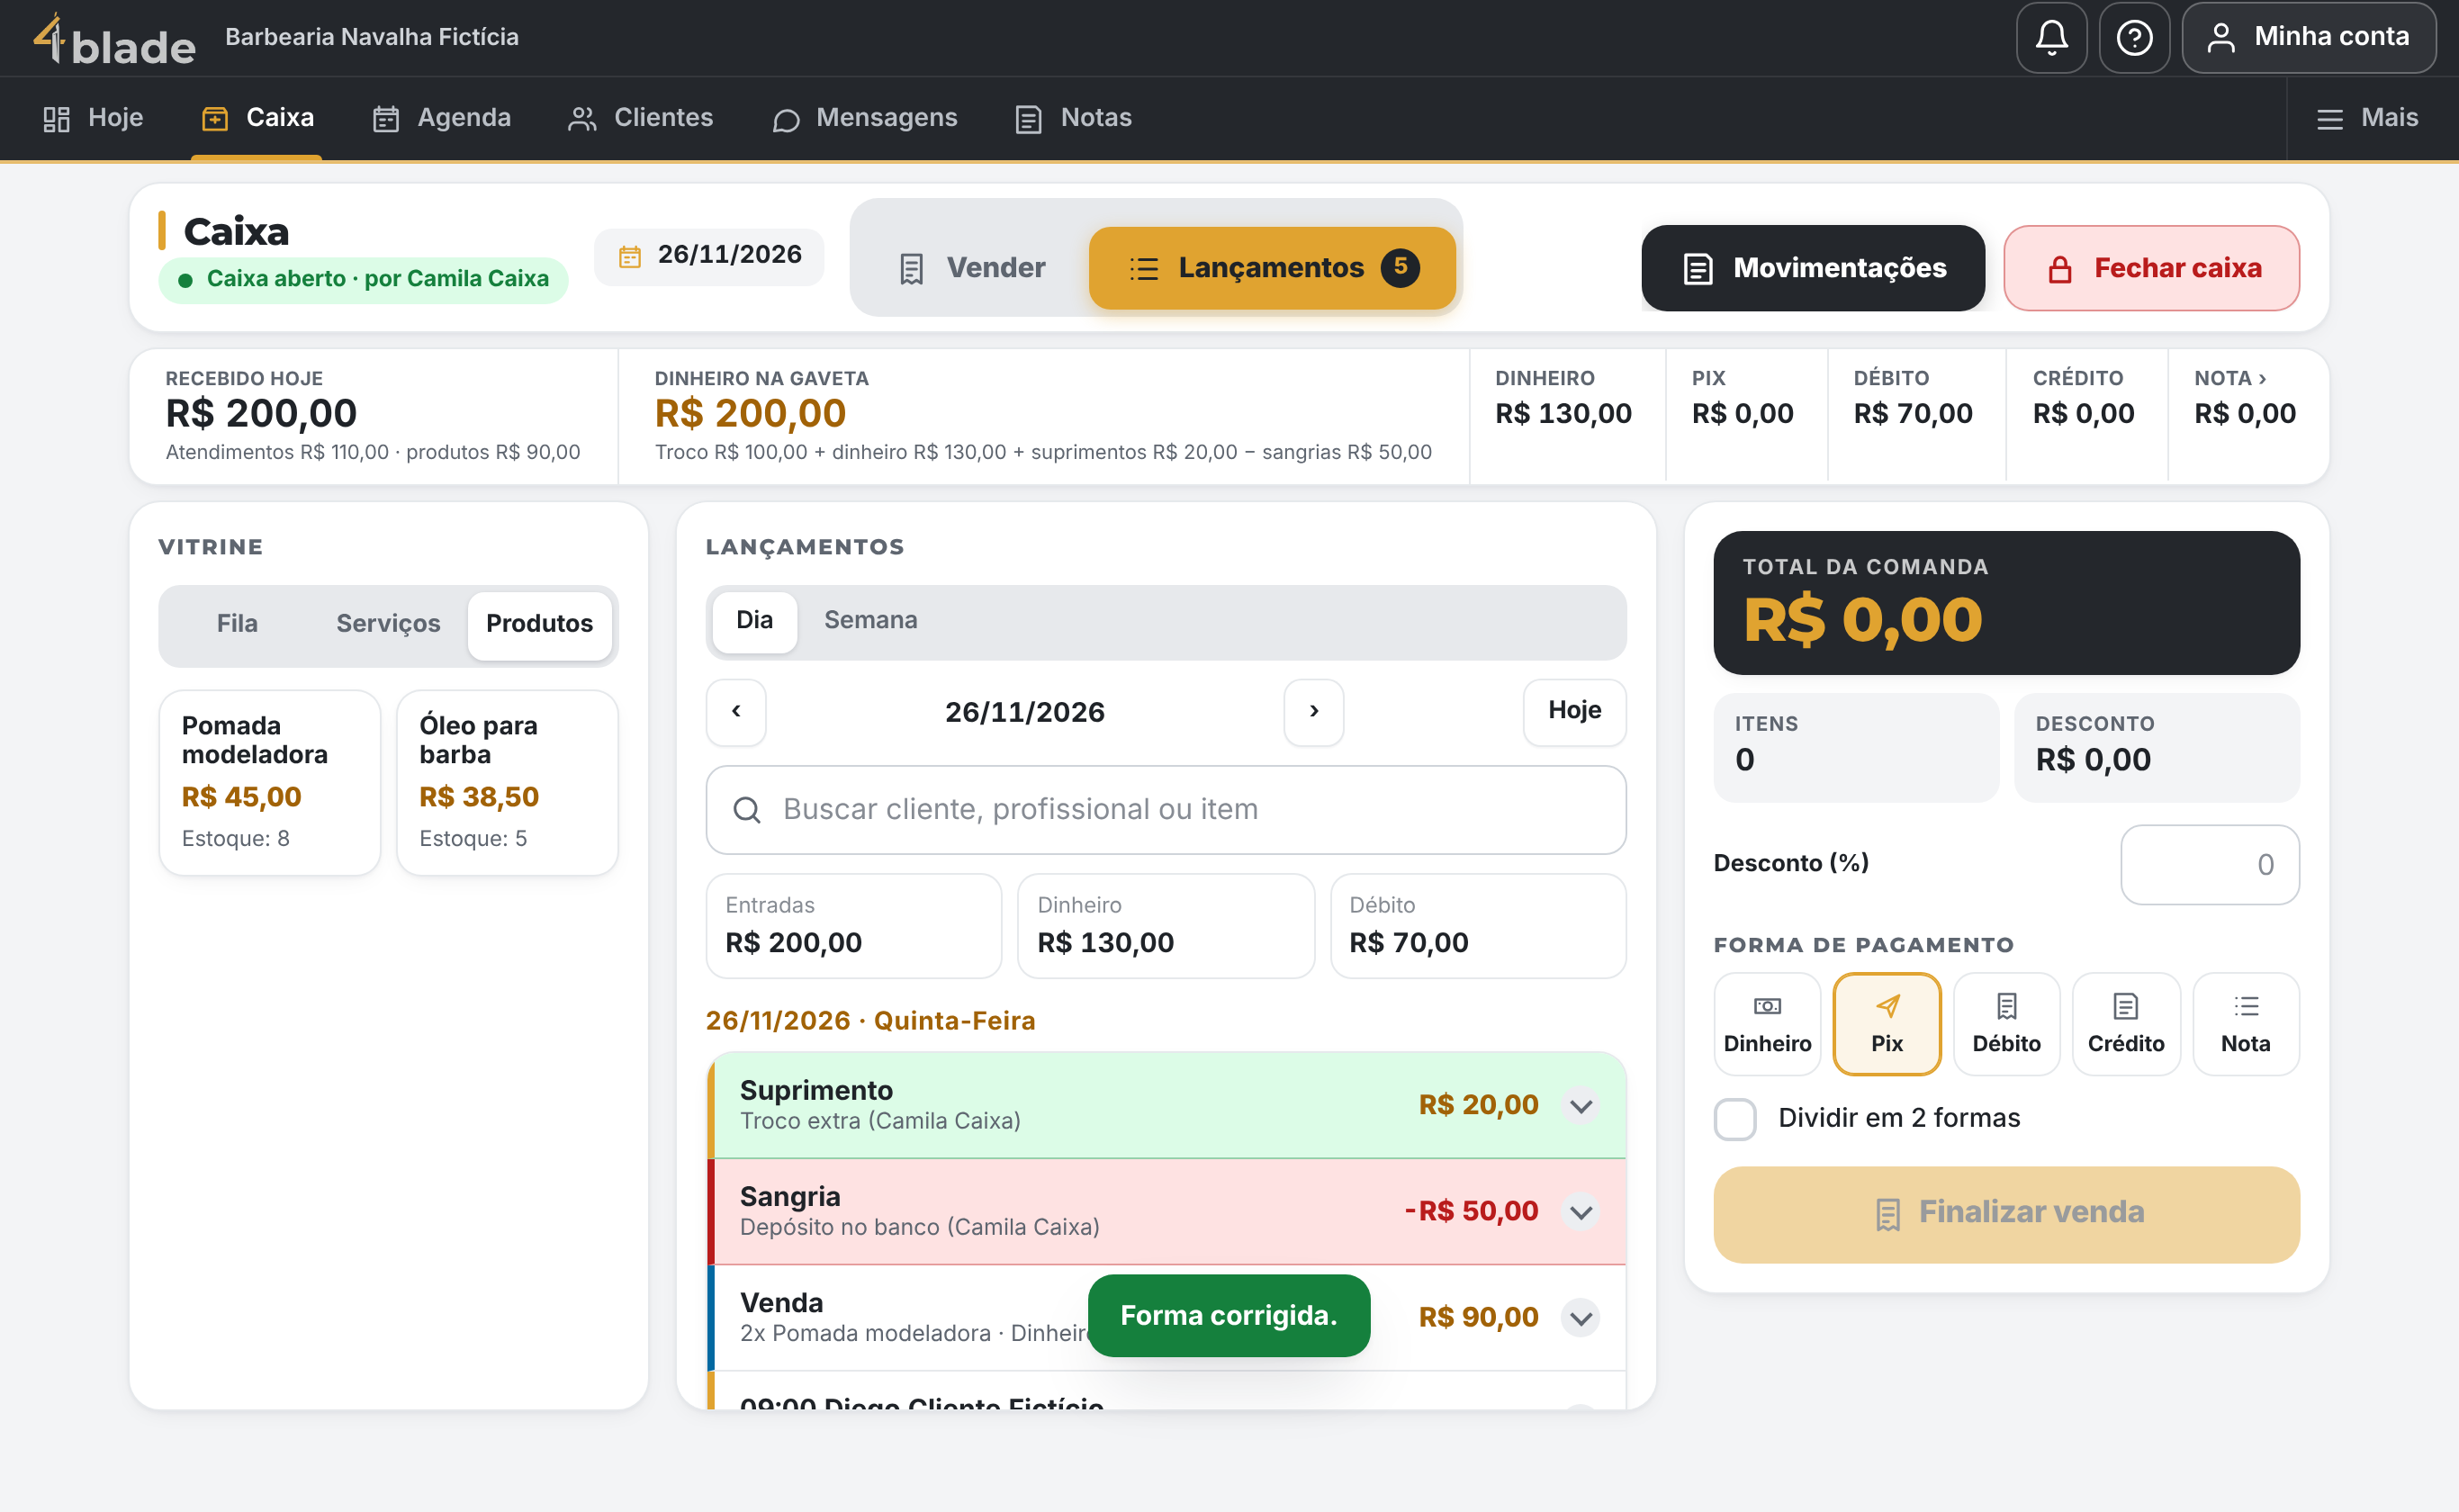 4blade
Barbearia Navalha Fictícia
Minha conta
Hoje
Caixa
Agenda
Clientes
Mensagens
Notas
Mais
Caixa
Caixa aberto · por Camila Caixa
26/11/2026
Vender
Lançamentos 5
Movimentações
Fechar caixa
RECEBIDO HOJE
R$ 200,00
Atendimentos R$ 110,00 · produtos R$ 90,00
DINHEIRO NA GAVETA
R$ 200,00
Troco R$ 100,00 + dinheiro R$ 130,00 + suprimentos R$ 20,00 − sangrias R$ 50,00
DINHEIRO
R$ 130,00
PIX
R$ 0,00
DÉBITO
R$ 70,00
CRÉDITO
R$ 0,00
NOTA ›
R$ 0,00
VITRINE
Fila
Serviços
Produtos
Pomada
modeladora
R$ 45,00
Estoque: 8
Óleo para
barba
R$ 38,50
Estoque: 5
LANÇAMENTOS
Dia
Semana
‹
26/11/2026
›
Hoje
Buscar cliente, profissional ou item
Entradas
R$ 200,00
Dinheiro
R$ 130,00
Débito
R$ 70,00
26/11/2026 · Quinta-Feira
Suprimento
Troco extra (Camila Caixa)
R$ 20,00
Sangria
Depósito no banco (Camila Caixa)
-R$ 50,00
Venda
2x Pomada modeladora · Dinheiro
R$ 90,00
Forma corrigida.
09:00 Diego Cliente Fictício
TOTAL DA COMANDA
R$ 0,00
ITENS
0
DESCONTO
R$ 0,00
Desconto (%)
0
FORMA DE PAGAMENTO
Dinheiro
Pix
Débito
Crédito
Nota
Dividir em 2 formas
Finalizar venda